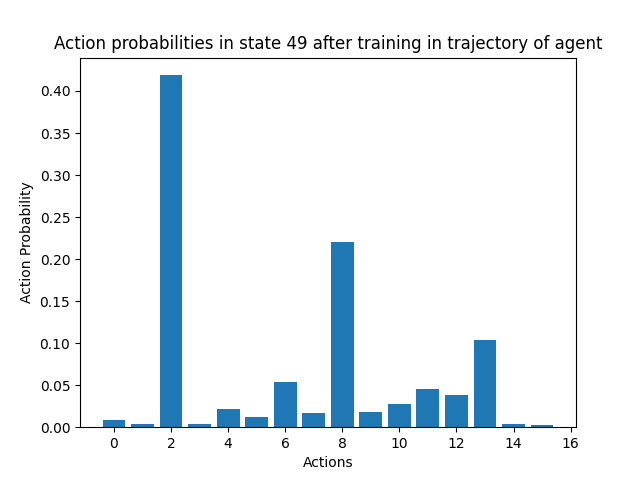 Action probabilities in state 49 after training in trajectory of agent
0.40
0.35
0.30
0.25
0.20
0.15
0.10
0.05
0.00
Action Probability
0 2 4 6 8 10 12 14 16
Actions